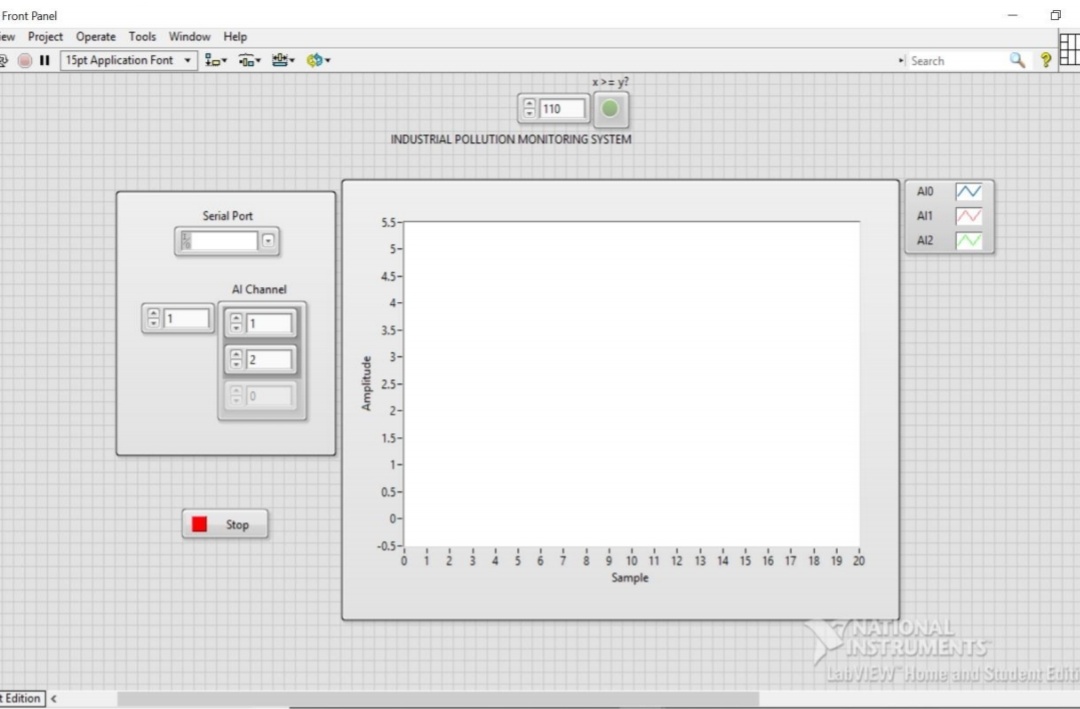 Front Panel
ew Project Operate Tools Window Help
15pt Application Font
Search
x >= y?
110
INDUSTRIAL POLLUTION MONITORING SYSTEM
Serial Port
AI Channel
1
1
2
0
Stop
5.5
5
4.5
4
3.5
3
2.5
2
1.5
1
0.5
0
-0.5
Amplitude
0 1 2 3 4 5 6 7 8 9 10 11 12 13 14 15 16 17 18 19 20
Sample
AI0
AI1
AI2
NATIONAL
INSTRUMENTS
LabVIEW™ Home and Student Editi
t Edition